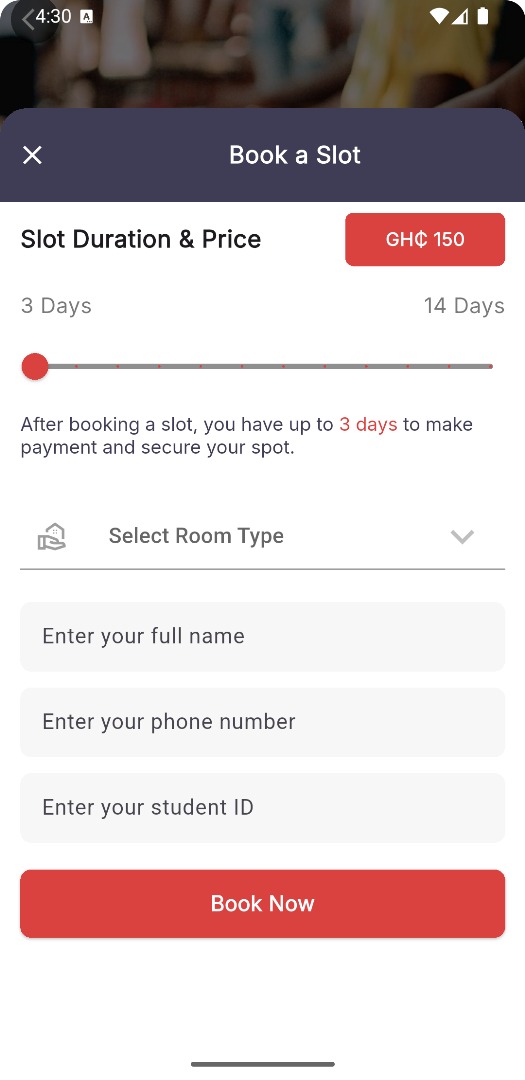 4:30 A
Book a Slot
Slot Duration & Price
GH₵ 150
3 Days 14 Days
After booking a slot, you have up to 3 days to make
payment and secure your spot.
Select Room Type
Enter your full name
Enter your phone number
Enter your student ID
Book Now